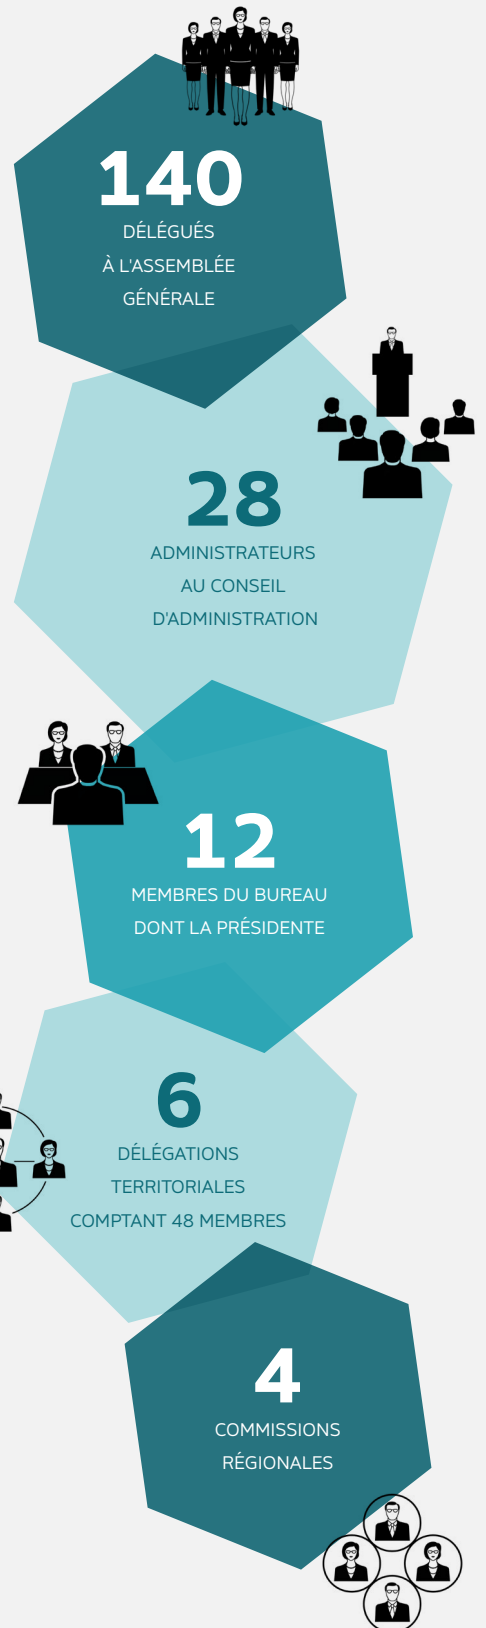 140
DÉLÉGUÉS
À L'ASSEMBLÉE
GÉNÉRALE
28
ADMINISTRATEURS
AU CONSEIL
D'ADMINISTRATION
12
MEMBRES DU BUREAU
DONT LA PRÉSIDENTE
6
DÉLÉGATIONS
TERRITORIALES
COMPTANT 48 MEMBRES
4
COMMISSIONS
RÉGIONALES